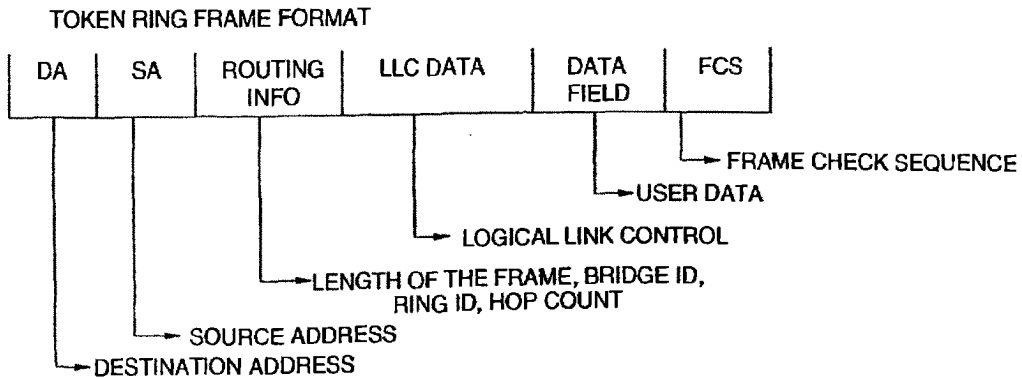 TOKEN RING FRAME FORMAT
DA SA ROUTING INFO LLC DATA DATA FIELD FCS
FRAME CHECK SEQUENCE
USER DATA
LOGICAL LINK CONTROL
LENGTH OF THE FRAME, BRIDGE ID,
RING ID, HOP COUNT
SOURCE ADDRESS
DESTINATION ADDRESS